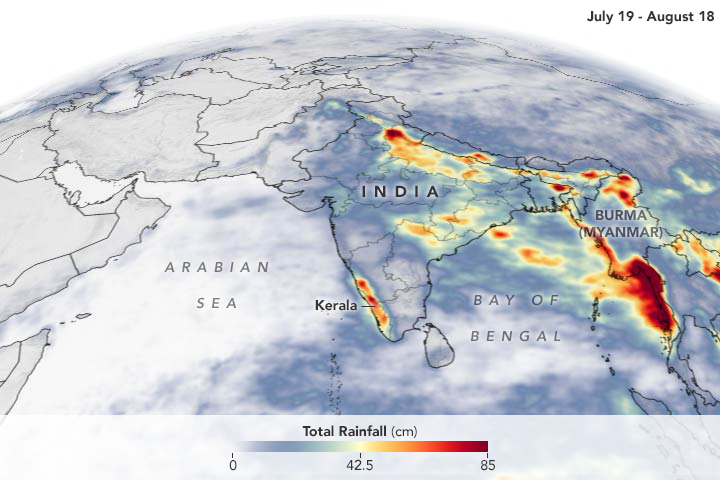 July 19 - August 18
INDIA
BURMA
(MYANMAR)
ARABIAN
SEA
Kerala
BAY OF
BENGAL
Total Rainfall (cm)
0 42.5 85